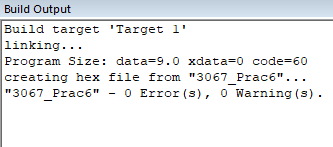 Build Output
Build target 'Target 1'
linking...
Program Size: data=9.0 xdata=0 code=60
creating hex file from "3067_Prac6"...
"3067_Prac6" - 0 Error(s), 0 Warning(s).